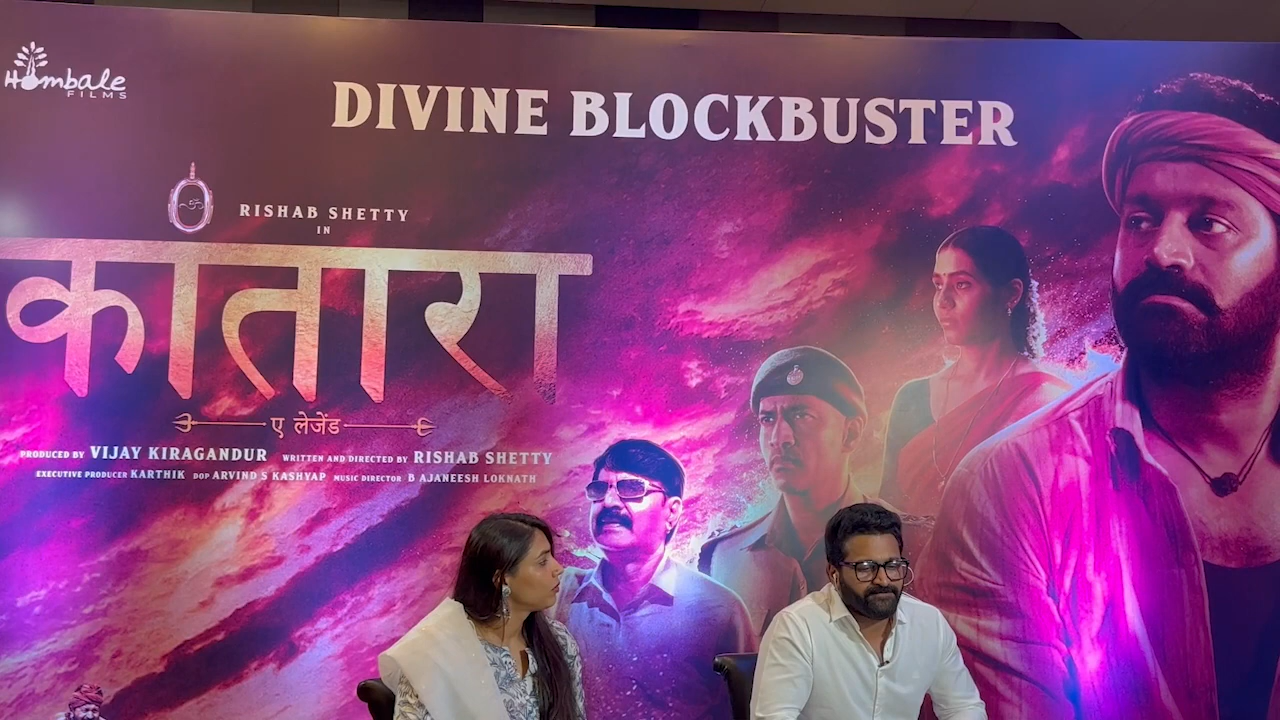 Hombale
FILMS
DIVINE BLOCKBUSTER
RISHAB SHETTY
IN
कातारा
ए लेजेंड
PRODUCED BY VIJAY KIRAGANDUR WRITTEN AND DIRECTED BY RISHAB SHETTY
EXECUTIVE PRODUCER KARTHIK DOP ARVIND S KASHYAP MUSIC DIRECTOR B AJANEESH LOKNATH